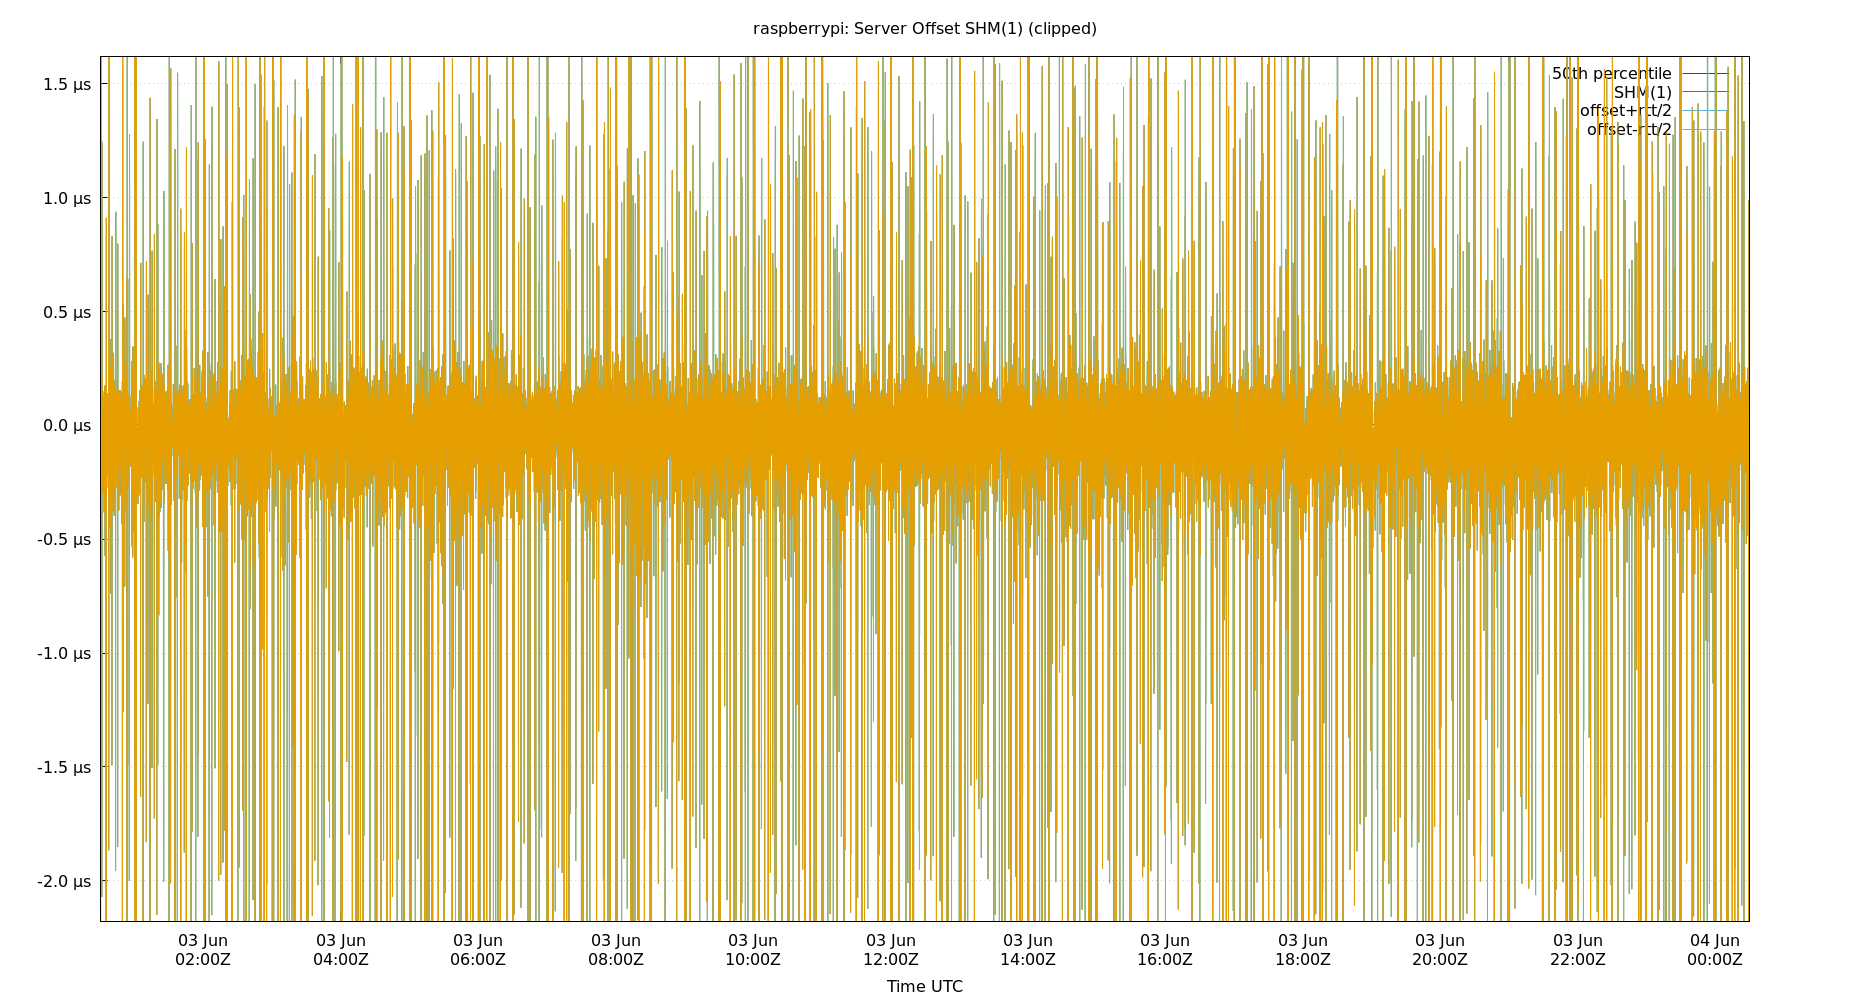 raspberrypi: Server Offset SHM(1) (clipped)
1.5 µs
1.0 µs
0.5 µs
0.0 µs
-0.5 µs
-1.0 µs
-1.5 µs
-2.0 µs
50th percentile
SHM(1)
offset+rtt/2
offset-rtt/2
03 Jun 03 Jun 03 Jun 03 Jun 03 Jun 03 Jun 03 Jun 03 Jun 03 Jun 03 Jun 03 Jun 04 Jun
02:00Z 04:00Z 06:00Z 08:00Z 10:00Z 12:00Z 14:00Z 16:00Z 18:00Z 20:00Z 22:00Z 00:00Z
Time UTC